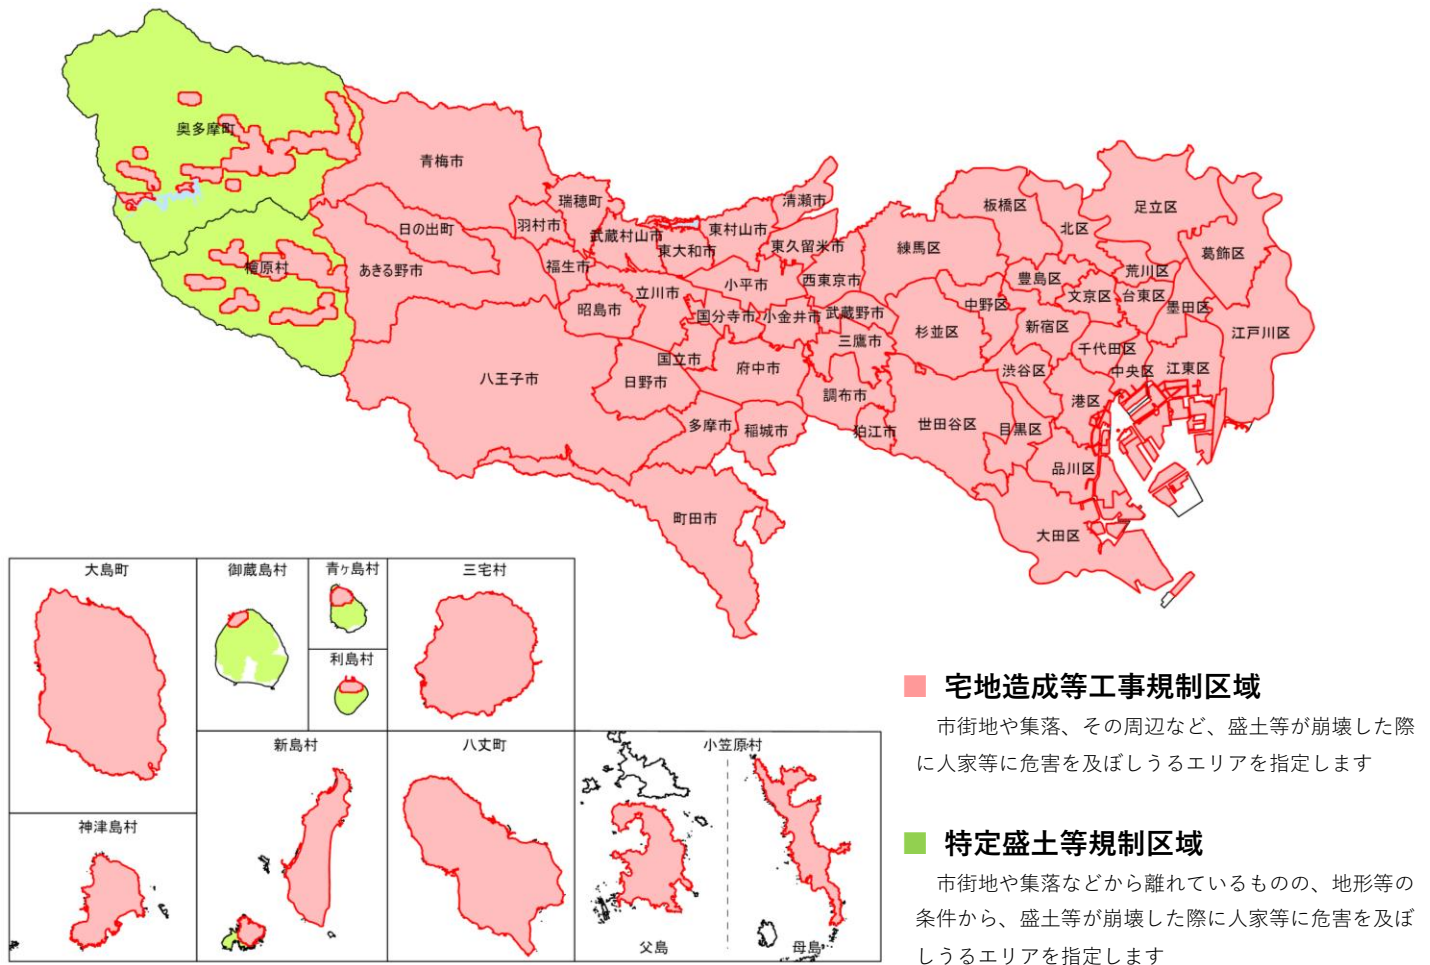 奥多摩町
檜原村
青梅市
日の出町
あきる野市
羽村市
瑞穂町
福生市
武蔵村山市
東大和市
東村山市
清瀬市
東久留米市
昭島市
立川市
小平市
西東京市
国分寺市
小金井市
武蔵野市
三鷹市
国立市
府中市
八王子市
日野市
調布市
多摩市
稲城市
狛江市
町田市
板橋区
北区
足立区
葛飾区
練馬区
豊島区
荒川区
文京区
台東区
墨田区
中野区
杉並区
新宿区
千代田区
江戸川区
渋谷区
中央区
江東区
港区
世田谷区
目黒区
品川区
大田区
大島町
御蔵島村
青ヶ島村
三宅村
利島村
神津島村
新島村
八丈町
小笠原村
父島
母島
宅地造成等工事規制区域
市街地や集落、その周辺など、盛土等が崩壊した際
に人家等に危害を及ぼしうるエリアを指定します
特定盛土等規制区域
市街地や集落などから離れているものの、地形等の
条件から、盛土等が崩壊した際に人家等に危害を及ぼ
しうるエリアを指定します